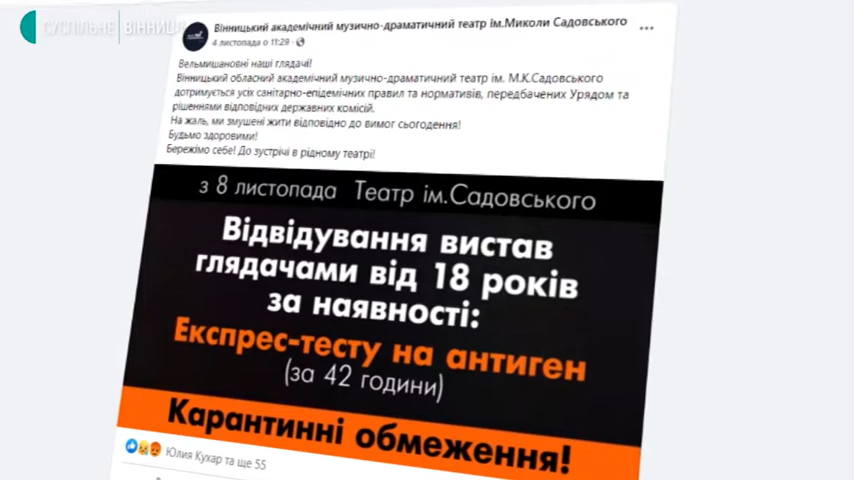 СУСПІЛЬНЕ ВІННИЦЯ
Вінницький академічний музично-драматичний театр ім.Миколи Садовського
4 листопада о 11:29
Вельмишановні наші глядачі!
Вінницький обласний академічний музично-драматичний театр ім. М.К.Садовського
дотримується усіх санітарно-епідемічних правил та нормативів, передбачених Урядом та
рішеннями відповідних державних комісій.
На жаль, ми змушені жити відповідно до вимог сьогодення!
Будьмо здоровими!
Бережімо себе! До зустрічі в рідному театрі!
з 8 листопада Театр ім.Садовського
Відвідування вистав
глядачами від 18 років
за наявності:
Експрес-тесту на антиген
(за 42 години)
Карантинні обмеження!
Юлия Кухар та ще 55